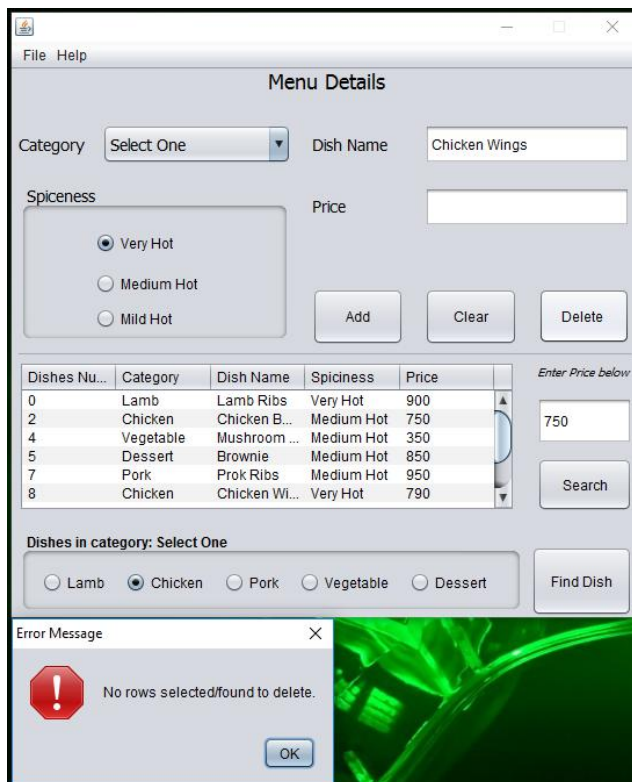 File Help
Menu Details
Category Select One Dish Name Chicken Wings
Spiceness Price
Very Hot
Medium Hot
Mild Hot Add Clear Delete
Dishes Nu... Category Dish Name Spiciness Price Enter Price below
0 Lamb Lamb Ribs Very Hot 900
2 Chicken Chicken B... Medium Hot 750 750
4 Vegetable Mushroom ... Medium Hot 350
5 Dessert Brownie Medium Hot 850
7 Pork Prok Ribs Medium Hot 950 Search
8 Chicken Chicken Wi... Very Hot 790
Dishes in category: Select One
Lamb Chicken Pork Vegetable Dessert Find Dish
Error Message
No rows selected/found to delete.
OK